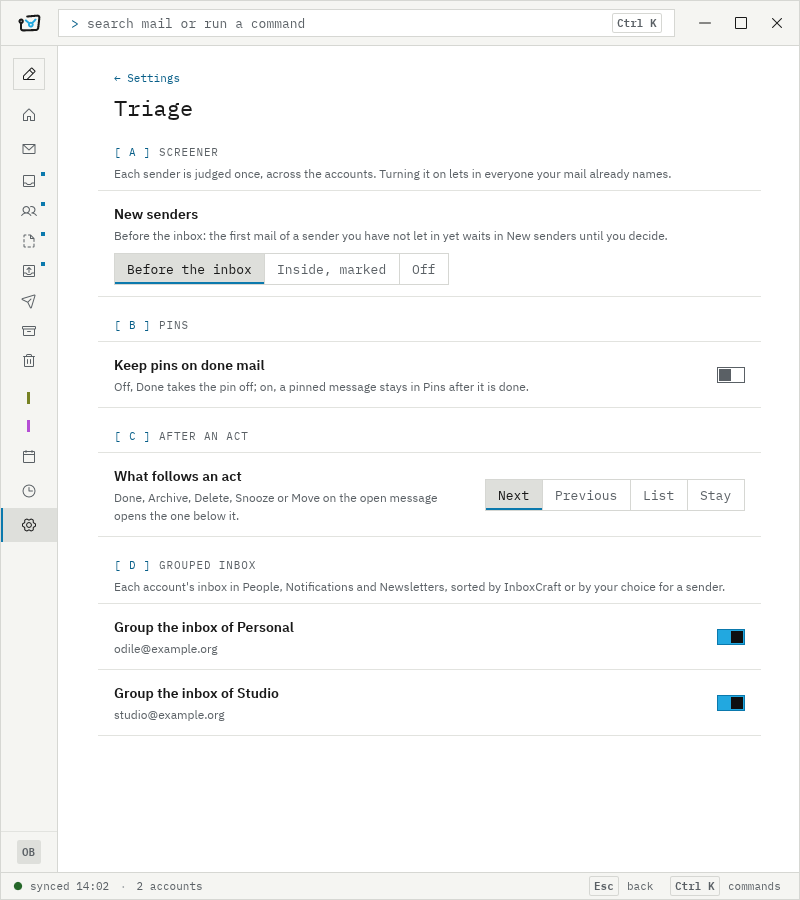 > search mail or run a command Ctrl K
← Settings
Triage
[ A ] SCREENER
Each sender is judged once, across the accounts. Turning it on lets in everyone your mail already names.
New senders
Before the inbox: the first mail of a sender you have not let in yet waits in New senders until you decide.
Before the inbox Inside, marked Off
[ B ] PINS
Keep pins on done mail
Off, Done takes the pin off; on, a pinned message stays in Pins after it is done.
[ C ] AFTER AN ACT
What follows an act
Done, Archive, Delete, Snooze or Move on the open message
opens the one below it.
Next Previous List Stay
[ D ] GROUPED INBOX
Each account's inbox in People, Notifications and Newsletters, sorted by InboxCraft or by your choice for a sender.
Group the inbox of Personal
odile@example.org
Group the inbox of Studio
studio@example.org
OB
synced 14:02 · 2 accounts Esc back Ctrl K commands